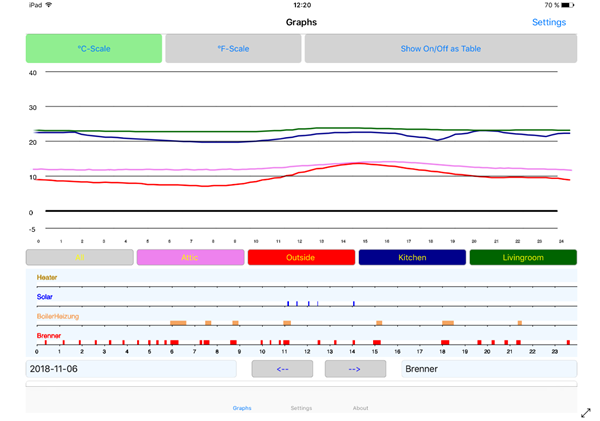 iPad 12:20 70 %
Graphs Settings
°C-Scale °F-Scale Show On/Off as Table
40
30
20
10
0
-5
0 1 2 3 4 5 6 7 8 9 10 11 12 13 14 15 16 17 18 19 20 21 22 23 24
Attic Outside Kitchen Livingroom
Heater
Solar
BoilerHeizung
Brenner
0 1 2 3 4 5 6 7 8 9 10 11 12 13 14 15 16 17 18 19 20 21 22 23
2018-11-06 <-- --> Brenner
Graphs Settings About